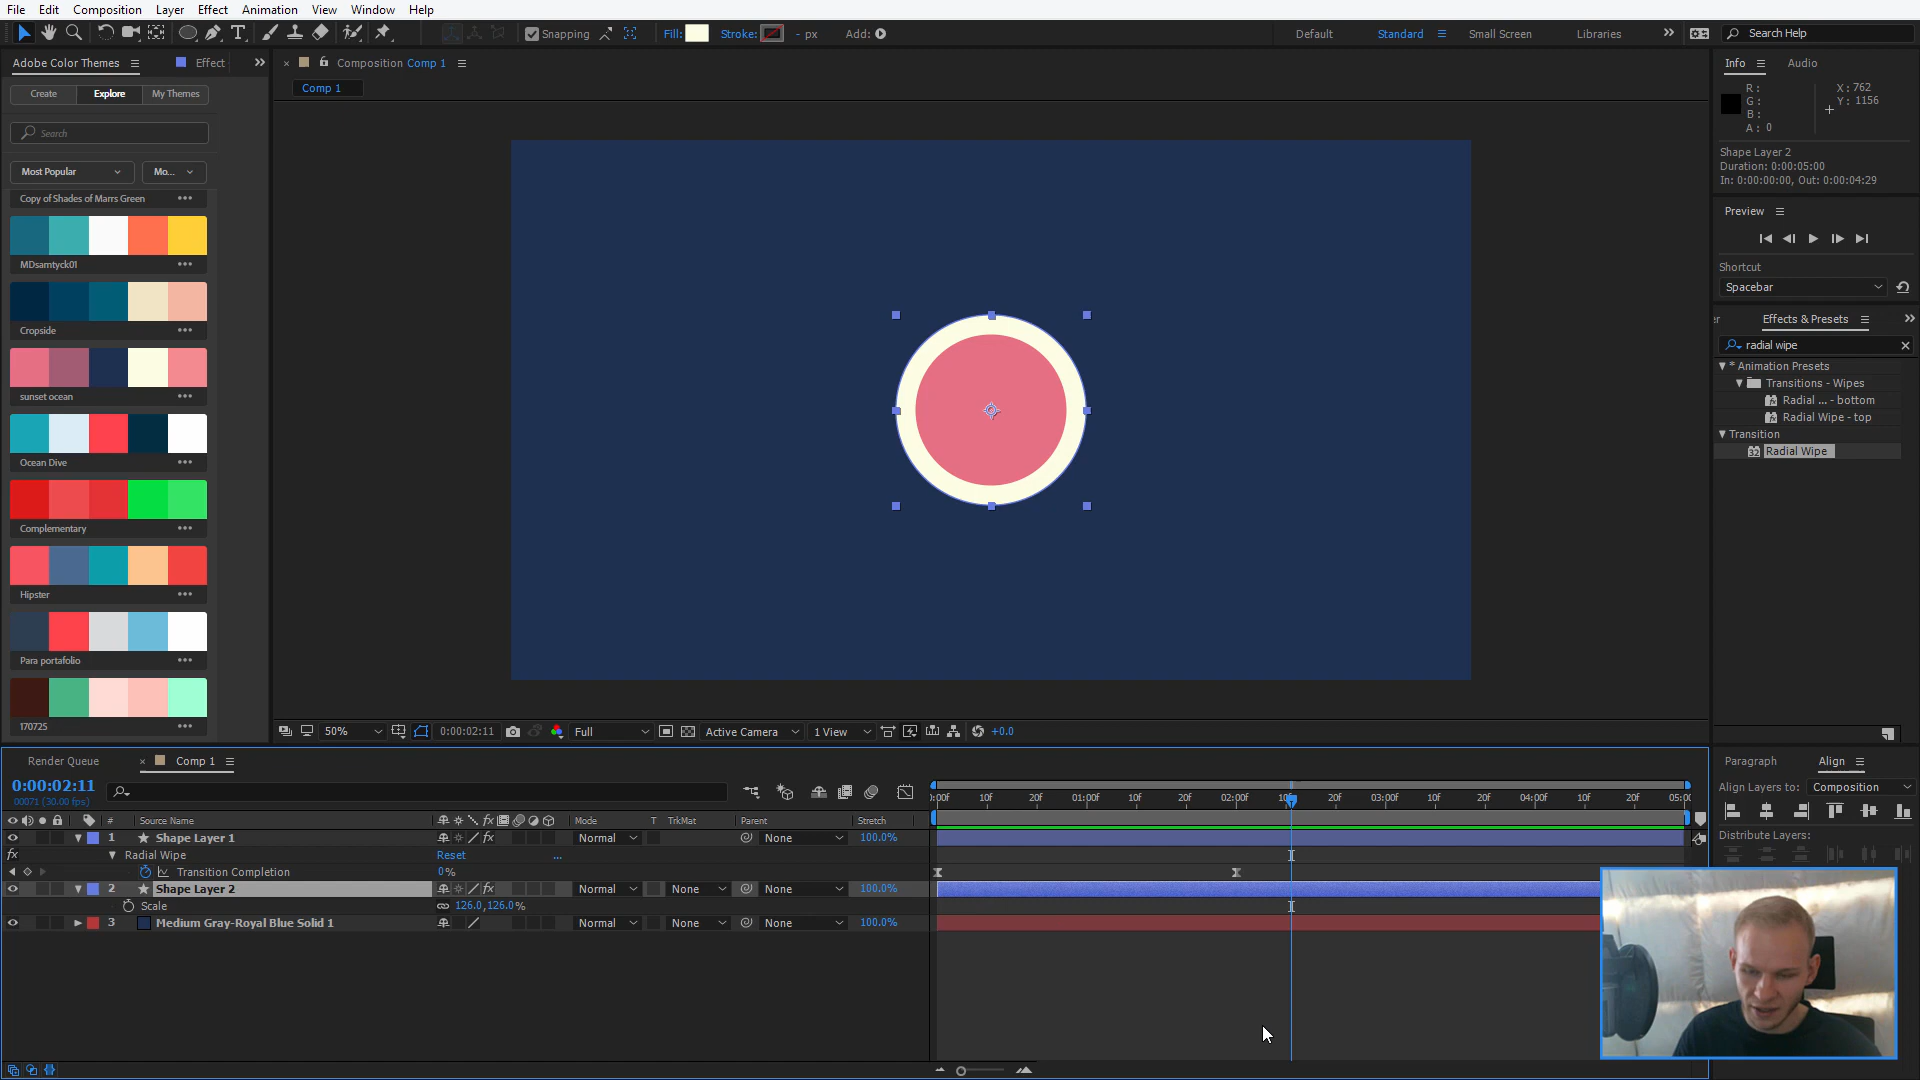 File Edit Composition Layer Effect Animation View Window Help
Snapping Fill: Stroke: - px Add: Default Standard Small Screen Libraries Search Help
Adobe Color Themes Effect
Composition Comp 1
Info Audio
Create Explore My Themes
Comp 1
R: X: 762
G: Y: 1156
B:
A: 0
Search
Shape Layer 2
Duration: 0:00:05:00
In: 0:00:00:00, Out: 0:00:04:29
Most Popular Mo...
Copy of Shades of Marrs Green
MDsamtyck01
Cropside
sunset ocean
Ocean Dive
Complementary
Hipster
Para portafolio
170725
Preview
Shortcut
Spacebar
Effects & Presets
radial wipe
* Animation Presets
Transitions - Wipes
Radial ... - bottom
Radial Wipe - top
Transition
Radial Wipe
50% 0:00:02:11 Full Active Camera 1 View +0.0
Render Queue Comp 1
Paragraph Align
Align Layers to: Composition
Distribute Layers:
0:00:02:11
00071 (30.00 fps)
:00f 10f 20f 01:00f 10f 20f 02:00f 10f 20f 03:00f 10f 20f 04:00f 10f 20f 05:00
# Source Name Mode T TrkMat Parent Stretch
1 Shape Layer 1 Normal None 100.0%
Radial Wipe Reset ...
Transition Completion 0%
2 Shape Layer 2 Normal None None 100.0%
Scale 126.0,126.0%
3 Medium Gray-Royal Blue Solid 1 Normal None None 100.0%